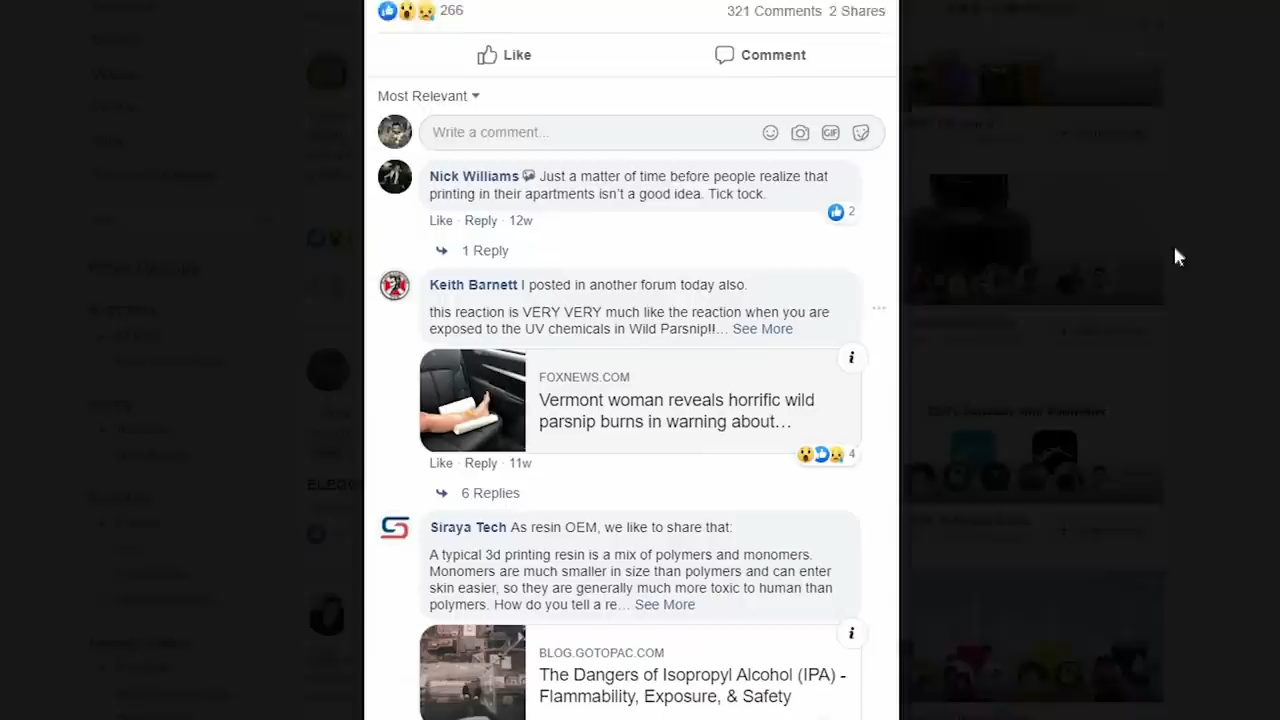 266
321 Comments 2 Shares
Like
Comment
Most Relevant
Write a comment...
GIF
Nick Williams Just a matter of time before people realize that
printing in their apartments isn't a good idea. Tick tock.
2
Like · Reply · 12w
1 Reply
Keith Barnett I posted in another forum today also.
this reaction is VERY VERY much like the reaction when you are
exposed to the UV chemicals in Wild Parsnip!!... See More
FOXNEWS.COM
Vermont woman reveals horrific wild
parsnip burns in warning about...
4
Like · Reply · 11w
6 Replies
Siraya Tech As resin OEM, we like to share that:
A typical 3d printing resin is a mix of polymers and monomers.
Monomers are much smaller in size than polymers and can enter
skin easier, so they are generally much more toxic to human than
polymers. How do you tell a re... See More
BLOG.GOTOPAC.COM
The Dangers of Isopropyl Alcohol (IPA) -
Flammability, Exposure, & Safety